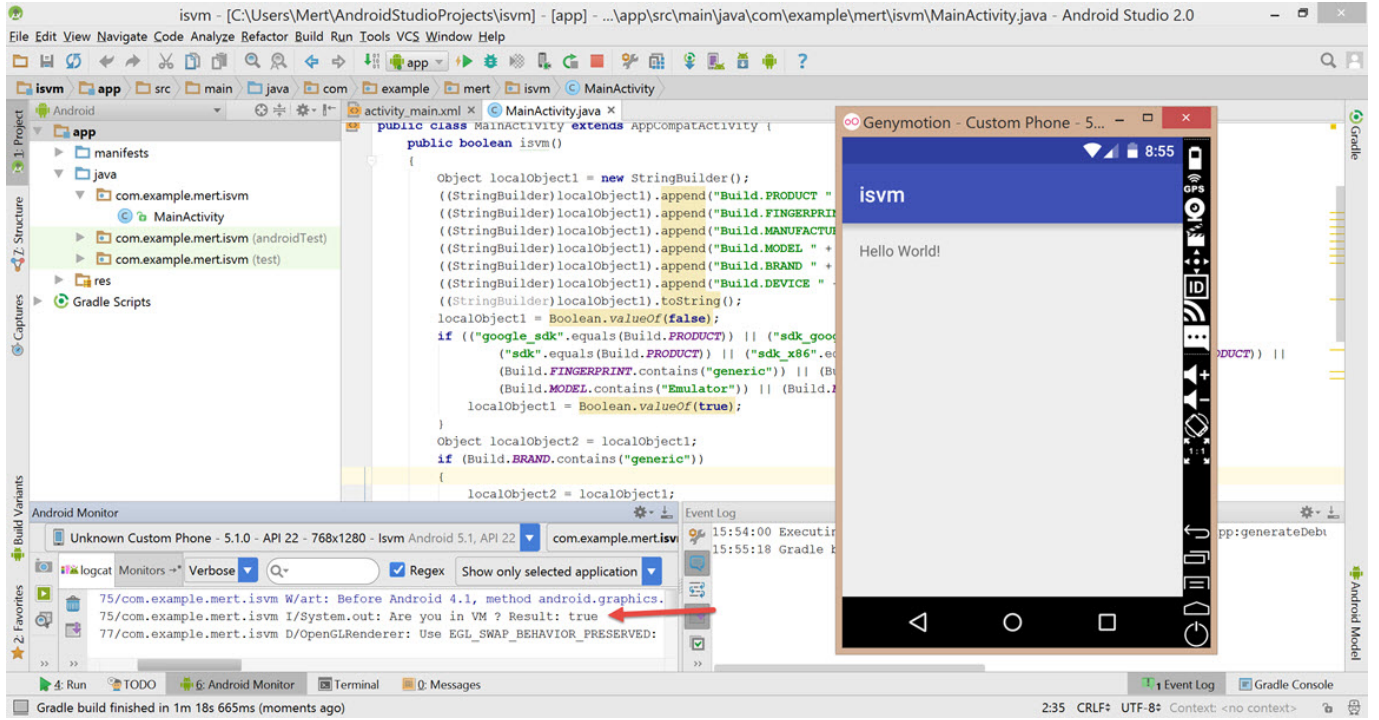 isvm - [C:\Users\Mert\AndroidStudioProjects\isvm] - [app] - ...\app\src\main\java\com\example\mert\isvm\MainActivity.java - Android Studio 2.0
File Edit View Navigate Code Analyze Refactor Build Run Tools VCS Window Help
app
isvm app src main java com example mert isvm MainActivity
1: Project
Z: Structure
Captures
Build Variants
2: Favorites
Android
app
manifests
java
com.example.mert.isvm
MainActivity
com.example.mert.isvm (androidTest)
com.example.mert.isvm (test)
res
Gradle Scripts
activity_main.xml MainActivity.java
public class MainActivity extends AppCompatActivity {
public boolean isvm()
{
Object localObject1 = new StringBuilder();
((StringBuilder)localObject1).append("Build.PRODUCT "
((StringBuilder)localObject1).append("Build.FINGERPRIN
((StringBuilder)localObject1).append("Build.MANUFACTU
((StringBuilder)localObject1).append("Build.MODEL " +
((StringBuilder)localObject1).append("Build.BRAND " +
((StringBuilder)localObject1).append("Build.DEVICE "
((StringBuilder)localObject1).toString();
localObject1 = Boolean.valueOf(false);
if (("google_sdk".equals(Build.PRODUCT)) || ("sdk_goog
("sdk".equals(Build.PRODUCT)) || ("sdk_x86".e
DUCT)) ||
(Build.FINGERPRINT.contains("generic")) || (B
(Build.MODEL.contains("Emulator")) || (Build.
localObject1 = Boolean.valueOf(true);
}
Object localObject2 = localObject1;
if (Build.BRAND.contains("generic"))
{
localObject2 = localObject1;
Genymotion - Custom Phone - 5...
8:55
isvm
Hello World!
GPS
ID
1:1
Gradle
Android Model
Android Monitor
Unknown Custom Phone - 5.1.0 - API 22 - 768x1280 - Isvm Android 5.1, API 22
com.example.mert.isv
logcat Monitors Verbose Regex Show only selected application
75/com.example.mert.isvm W/art: Before Android 4.1, method android.graphics.
75/com.example.mert.isvm I/System.out: Are you in VM ? Result: true
77/com.example.mert.isvm D/OpenGLRenderer: Use EGL_SWAP_BEHAVIOR_PRESERVED:
Event Log
15:54:00 Executin
pp:generateDebu
15:55:18 Gradle b
4: Run TODO 6: Android Monitor Terminal 0: Messages
1 Event Log Gradle Console
Gradle build finished in 1m 18s 665ms (moments ago)
2:35 CRLF UTF-8 Context: <no context>